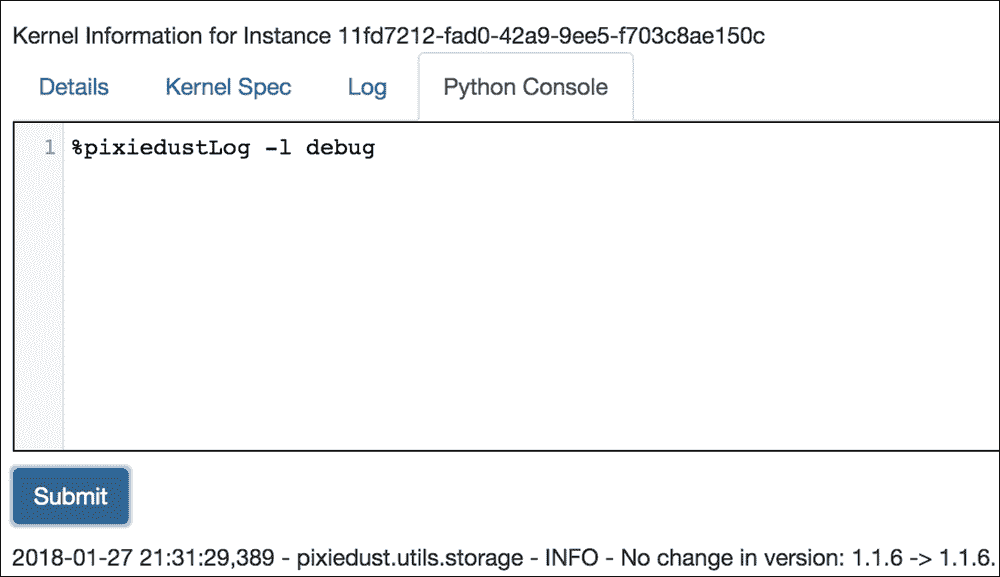 Kernel Information for Instance 11fd7212-fad0-42a9-9ee5-f703c8ae150c
Details Kernel Spec Log Python Console
1 %pixiedustLog -l debug
Submit
2018-01-27 21:31:29,389 - pixiedust.utils.storage - INFO - No change in version: 1.1.6 -> 1.1.6.